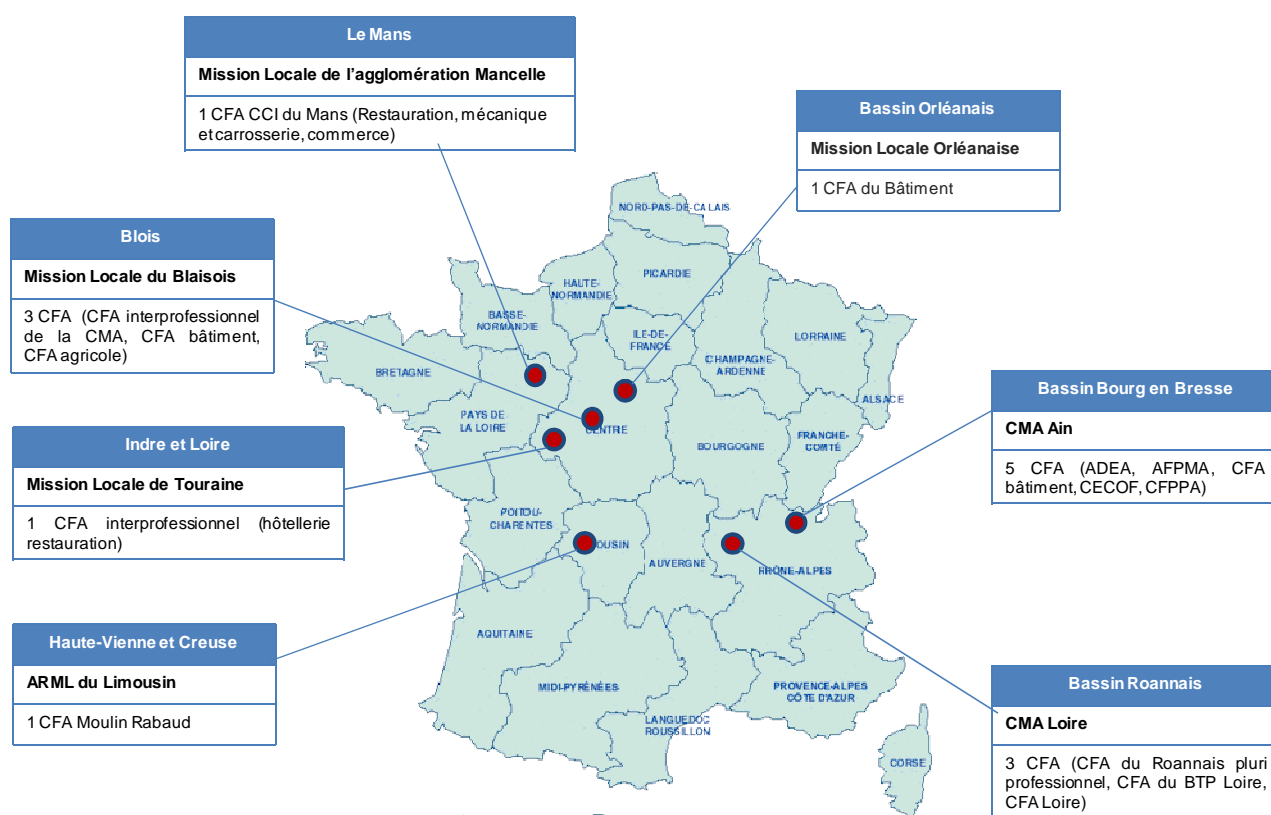 Le Mans
Mission Locale de l'agglomération Mancelle
1 CFA CCI du Mans (Restauration, mécanique
et carrosserie, commerce)
Bassin Orléanais
Mission Locale Orléanaise
1 CFA du Bâtiment
Blois
Mission Locale du Blaisois
3 CFA (CFA interprofessionnel
de la CMA, CFA bâtiment,
CFA agricole)
Indre et Loire
Mission Locale de Touraine
1 CFA interprofessionnel (hôtellerie
restauration)
Haute-Vienne et Creuse
ARML du Limousin
1 CFA Moulin Rabaud
Bassin Bourg en Bresse
CMA Ain
5 CFA (ADEA, AFPMA, CFA
bâtiment, CECOF, CFPPA)
Bassin Roannais
CMA Loire
3 CFA (CFA du Roannais pluri
professionnel, CFA du BTP Loire,
CFA Loire)
NORD-PAS-DE-CALAIS
PICARDIE
HAUTE-
NORMANDIE
BASSE-
NORMANDIE
ILE-DE-
FRANCE
LORRAINE
CHAMPAGNE-
ARDENNE
ALSACE
BRETAGNE
PAYS DE
LA LOIRE
CENTRE
BOURGOGNE
FRANCHE-
COMTÉ
POITOU-
CHARENTES
OUSIN
AUVERGNE
RHÔNE-ALPES
AQUITAINE
MIDI-PYRÉNÉES
LANGUEDOC
ROUSSILLON
PROVENCE-ALPES
CÔTE D'AZUR
CORSE